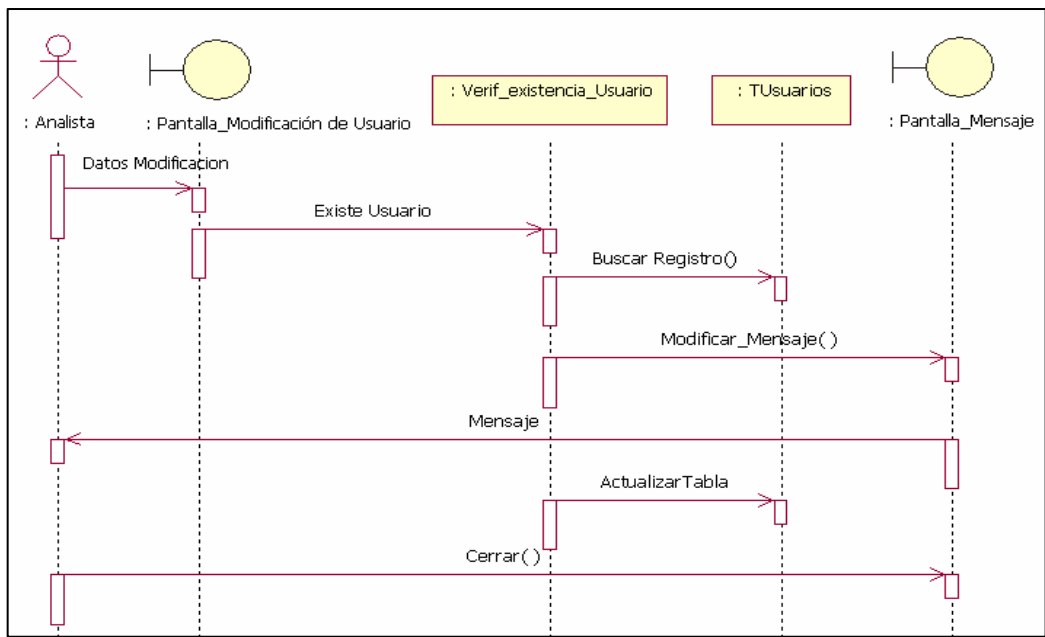 : Analista
: Pantalla_Modificación de Usuario
: Verif_existencia_Usuario
: TUsuarios
: Pantalla_Mensaje
Datos Modificacion
Existe Usuario
Buscar Registro()
Modificar_Mensaje( )
Mensaje
ActualizarTabla
Cerrar( )